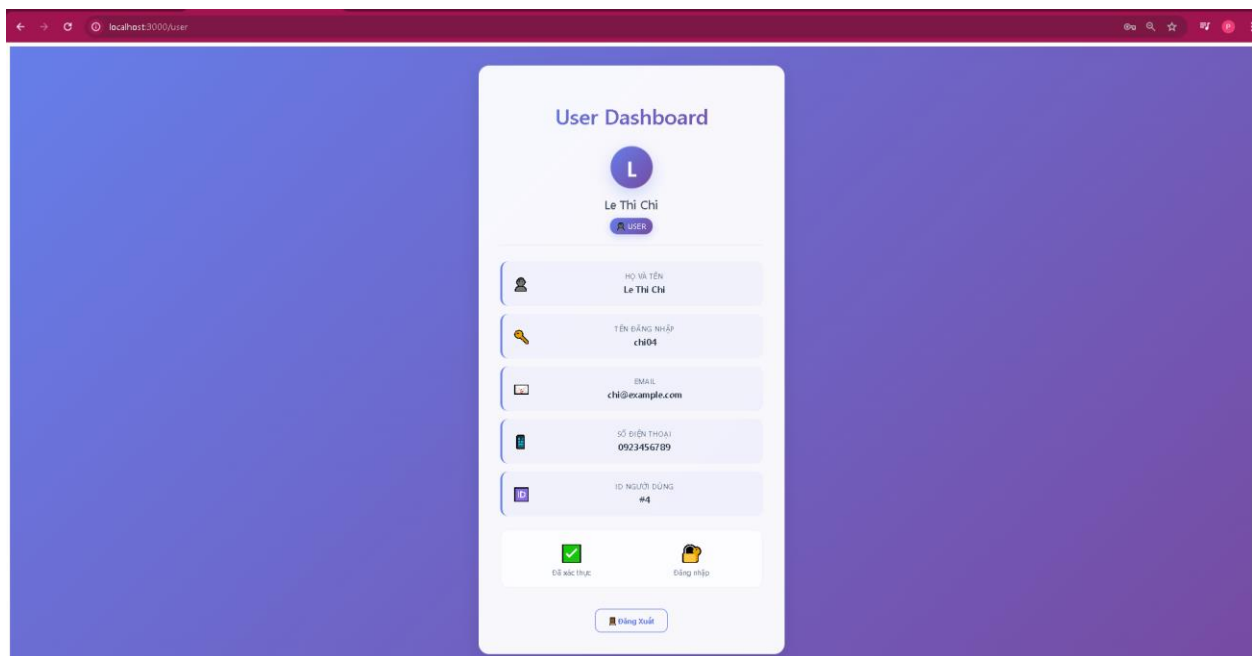 localhost:3000/user
P
User Dashboard
L
Le Thi Chi
USER
HỌ VÀ TÊN
Le Thi Chi
TÊN ĐĂNG NHẬP
chi04
EMAIL
chi@example.com
SỐ ĐIỆN THOẠI
0923456789
ID NGƯỜI DÙNG
ID
#4
Đã xác thực
Đăng nhập
Đăng Xuất